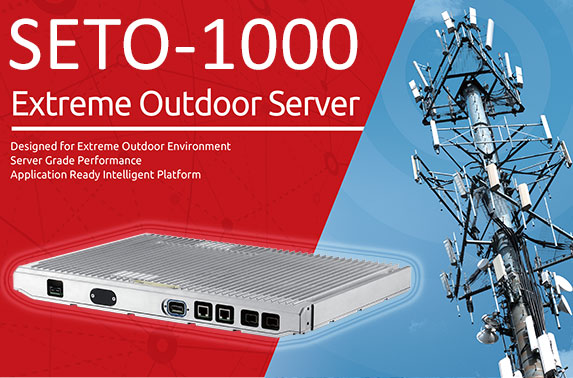 SETO-1000
Extreme Outdoor Server
Designed for Extreme Outdoor Environment
Server Grade Performance
Application Ready Intelligent Platform